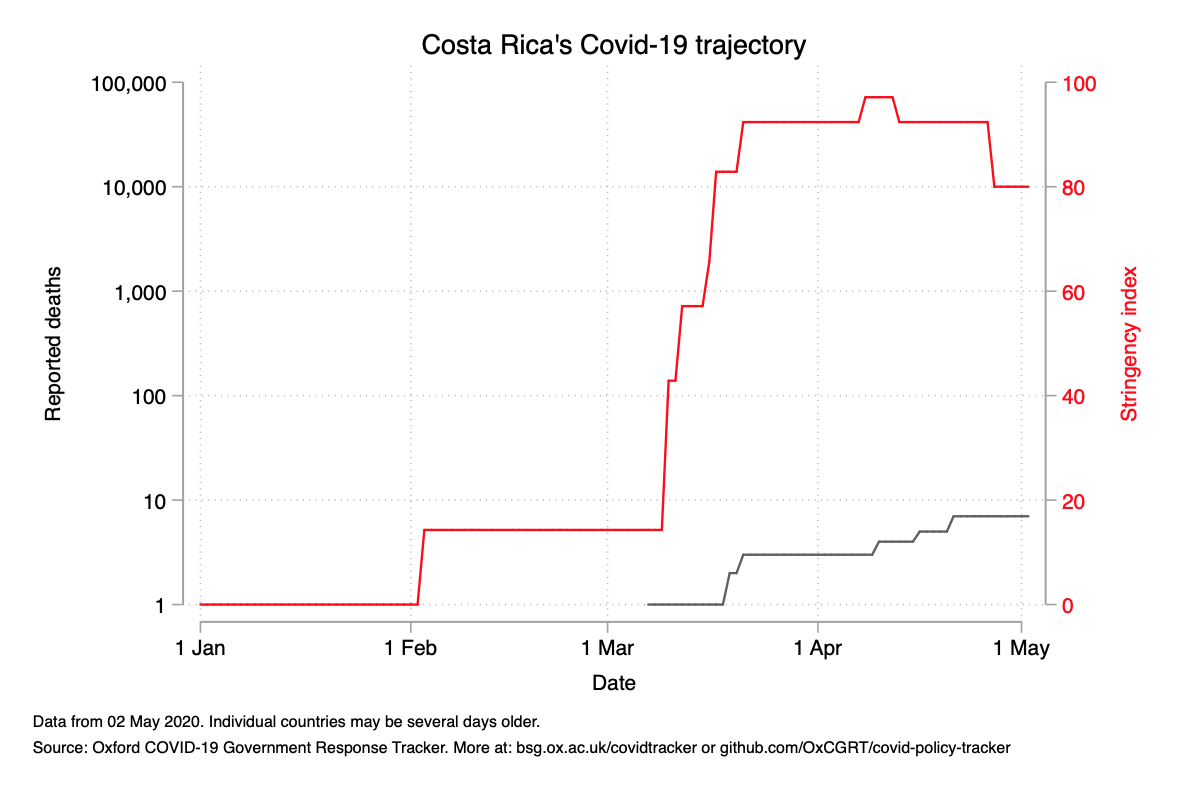 Costa Rica's Covid-19 trajectory
100,000
10,000
1,000
100
10
1
Reported deaths
100
80
60
40
20
0
Stringency index
1 Jan 1 Feb 1 Mar 1 Apr 1 May
Date
Data from 02 May 2020. Individual countries may be several days older.
Source: Oxford COVID-19 Government Response Tracker. More at: bsg.ox.ac.uk/covidtracker or github.com/OxCGRT/covid-policy-tracker